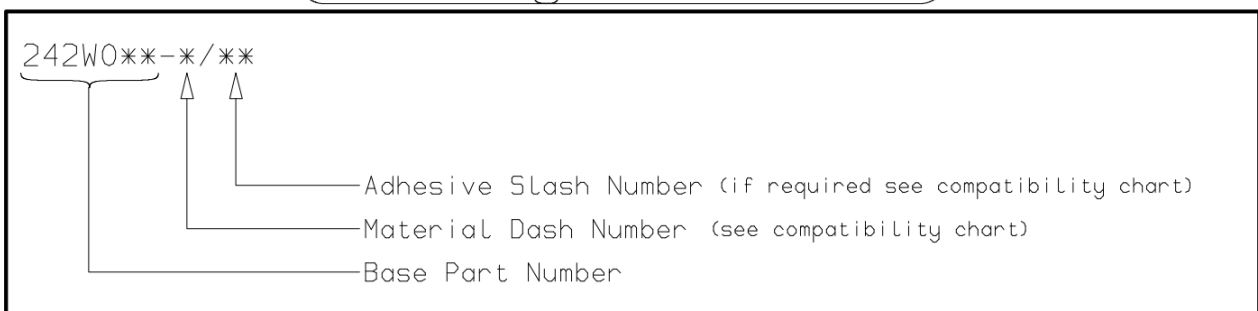 242W0**-*/**
Adhesive Slash Number (if required see compatibility chart)
Material Dash Number (see compatibility chart)
Base Part Number